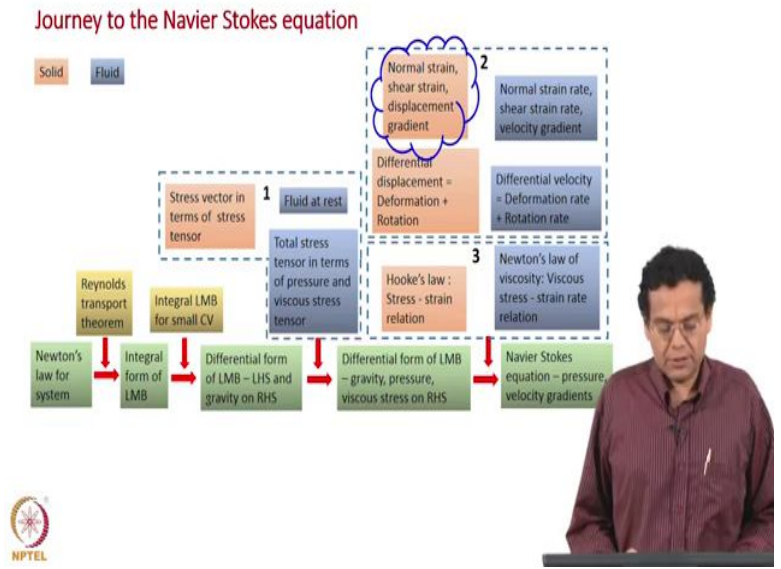 Journey to the Navier Stokes equation
Solid
Fluid
Normal strain,
shear strain,
displacement
gradient
2
Normal strain rate,
shear strain rate,
velocity gradient
Differential
displacement =
Deformation +
Rotation
Differential velocity
= Deformation rate
+ Rotation rate
Stress vector in
terms of stress
tensor
1
Fluid at rest
Total stress
tensor in terms
of pressure and
viscous stress
tensor
3
Hooke's law :
Stress - strain
relation
Newton's law of
viscosity: Viscous
stress - strain rate
relation
Reynolds
transport
theorem
Integral LMB
for small CV
Newton's
law for
system
Integral
form of
LMB
Differential form
of LMB – LHS and
gravity on RHS
Differential form of LMB
– gravity, pressure,
viscous stress on RHS
Navier Stokes
equation – pressure,
velocity gradients
NPTEL